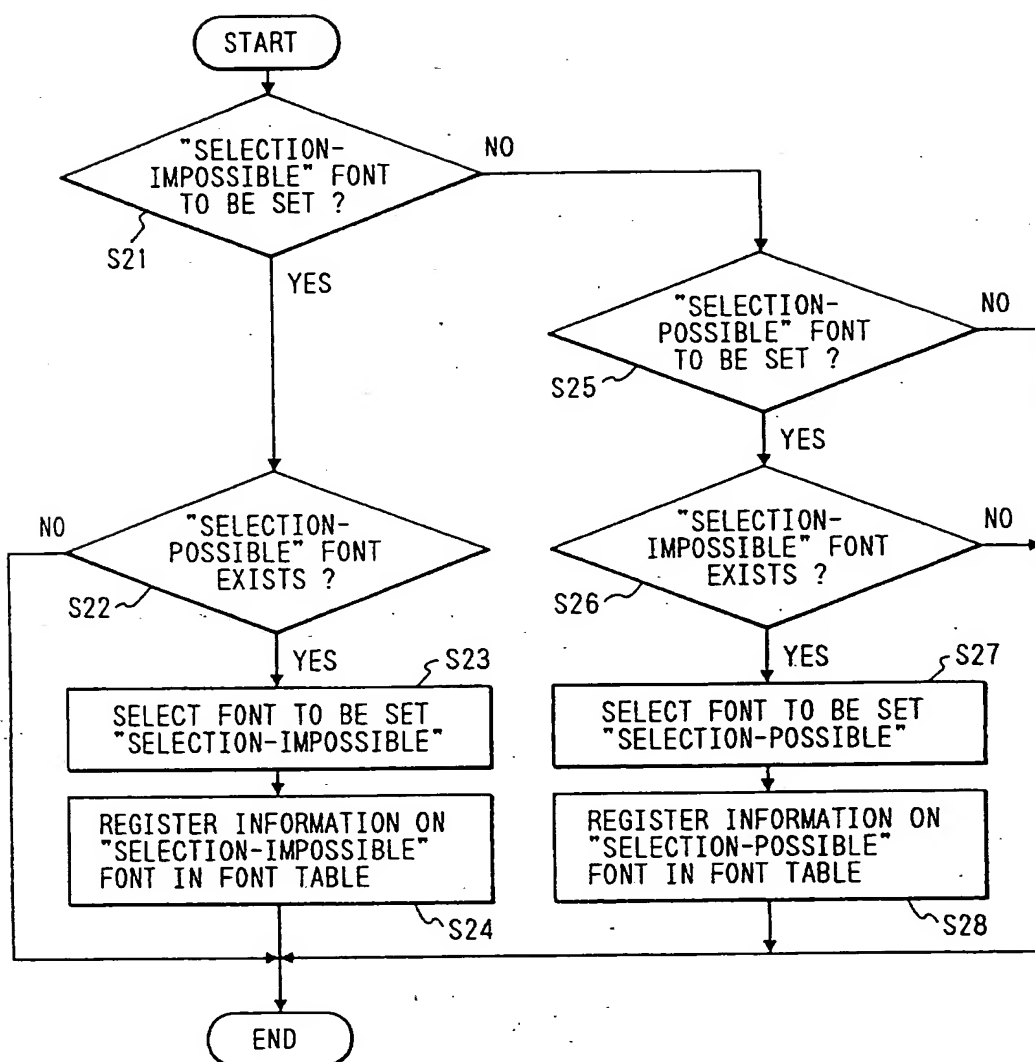 START
"SELECTION-
IMPOSSIBLE" FONT
TO BE SET ?
NO
S21
YES
"SELECTION-
POSSIBLE" FONT
TO BE SET ?
NO
S25
YES
NO
"SELECTION-
POSSIBLE" FONT
EXISTS ?
S22
YES
"SELECTION-
IMPOSSIBLE" FONT
EXISTS ?
NO
S26
YES
S23
SELECT FONT TO BE SET
"SELECTION-IMPOSSIBLE"
S27
SELECT FONT TO BE SET
"SELECTION-POSSIBLE"
REGISTER INFORMATION ON
"SELECTION-IMPOSSIBLE"
FONT IN FONT TABLE
S24
REGISTER INFORMATION ON
"SELECTION-POSSIBLE"
FONT IN FONT TABLE
S28
END